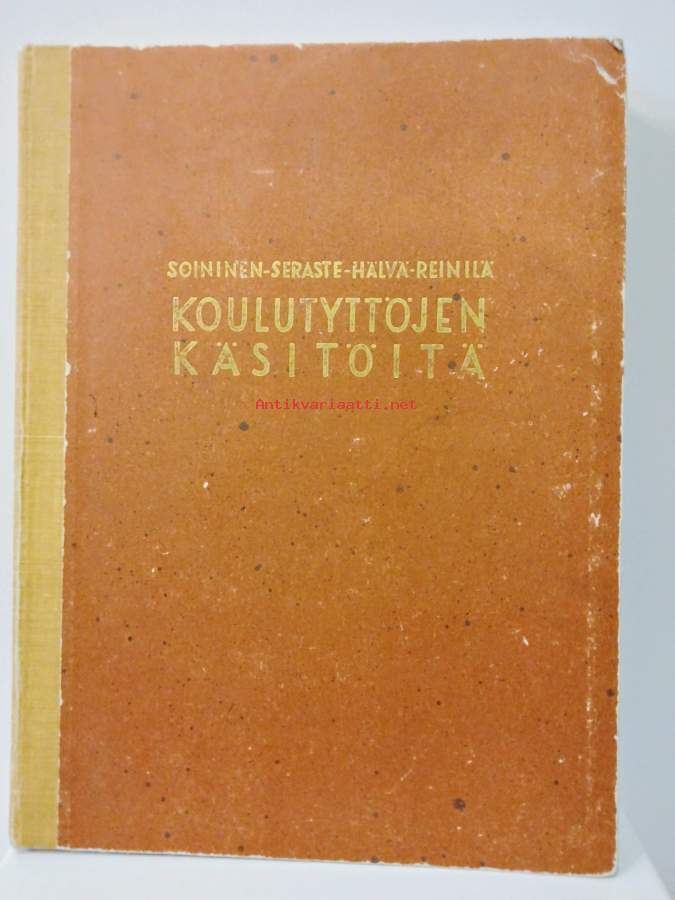 SOININEN-SERASTE-HÄLVÄ-REINILÄ
KOULUTYTTÖJEN
KÄSITÖITÄ
Antikvariaatti.net